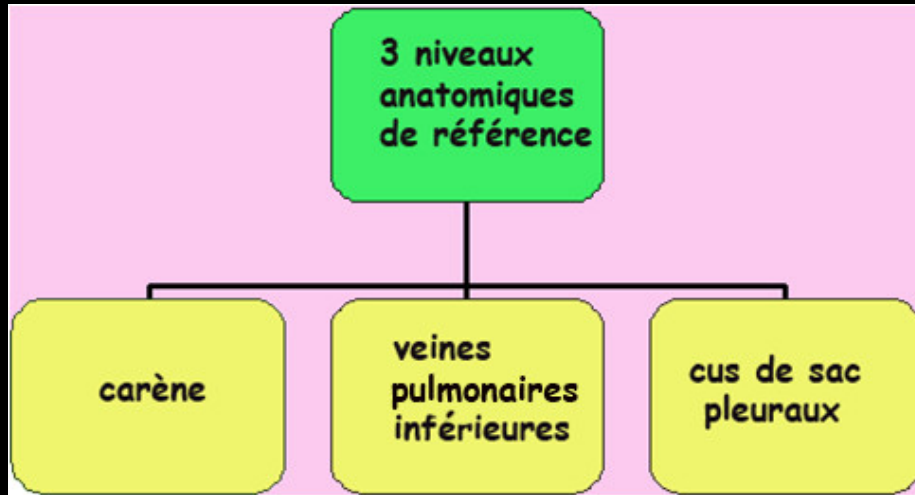 3 niveaux
anatomiques
de référence
carène
veines
pulmonaires
inférieures
cus de sac
pleuraux